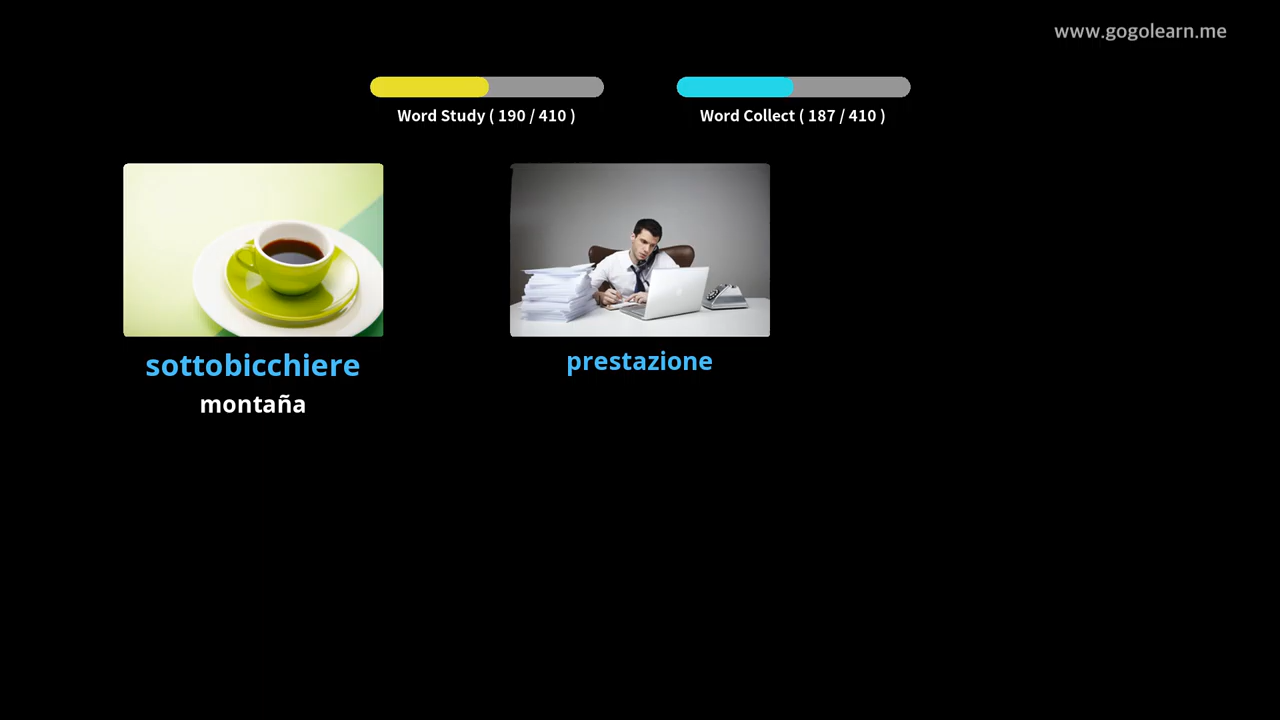 www.gogolearn.me
Word Study ( 190 / 410 )
Word Collect ( 187 / 410 )
sottobicchiere
montaña
prestazione